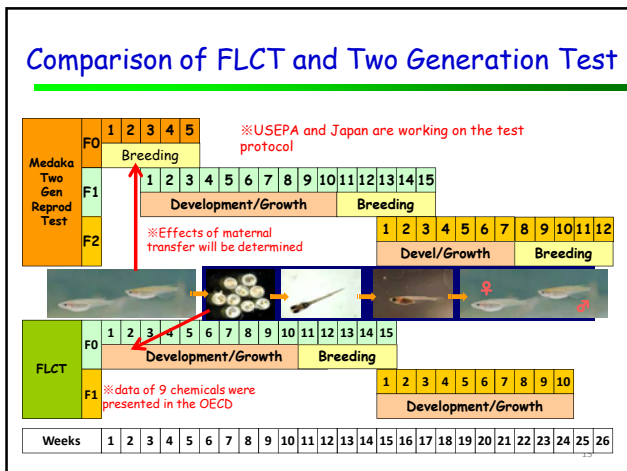 Comparison of FLCT and Two Generation Test
Medaka
Two
Gen
Reprod
Test
F0
1 2 3 4 5
Breeding
※USEPA and Japan are working on the test
protocol
F1
1 2 3 4 5 6 7 8 9 10 11 12 13 14 15
Development/Growth Breeding
F2
※Effects of maternal
transfer will be determined
1 2 3 4 5 6 7 8 9 10 11 12
Devel/Growth Breeding
♀
♂
FLCT
F0
1 2 3 4 5 6 7 8 9 10 11 12 13 14 15
Development/Growth Breeding
F1
※data of 9 chemicals were
presented in the OECD
1 2 3 4 5 6 7 8 9 10
Development/Growth
Weeks 1 2 3 4 5 6 7 8 9 10 11 12 13 14 15 16 17 18 19 20 21 22 23 24 25 26